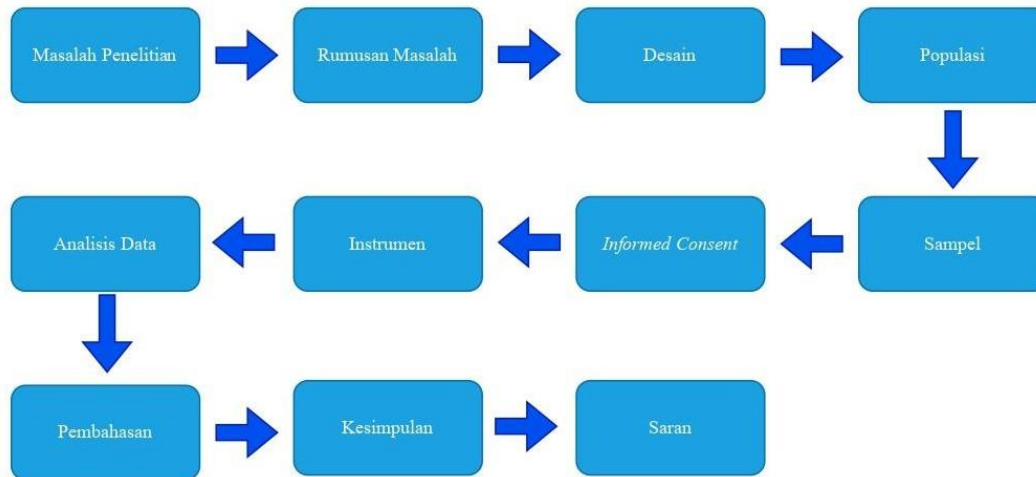 Masalah Penelitian
Rumusan Masalah
Desain
Populasi
Sampel
Informed Consent
Instrumen
Analisis Data
Pembahasan
Kesimpulan
Saran